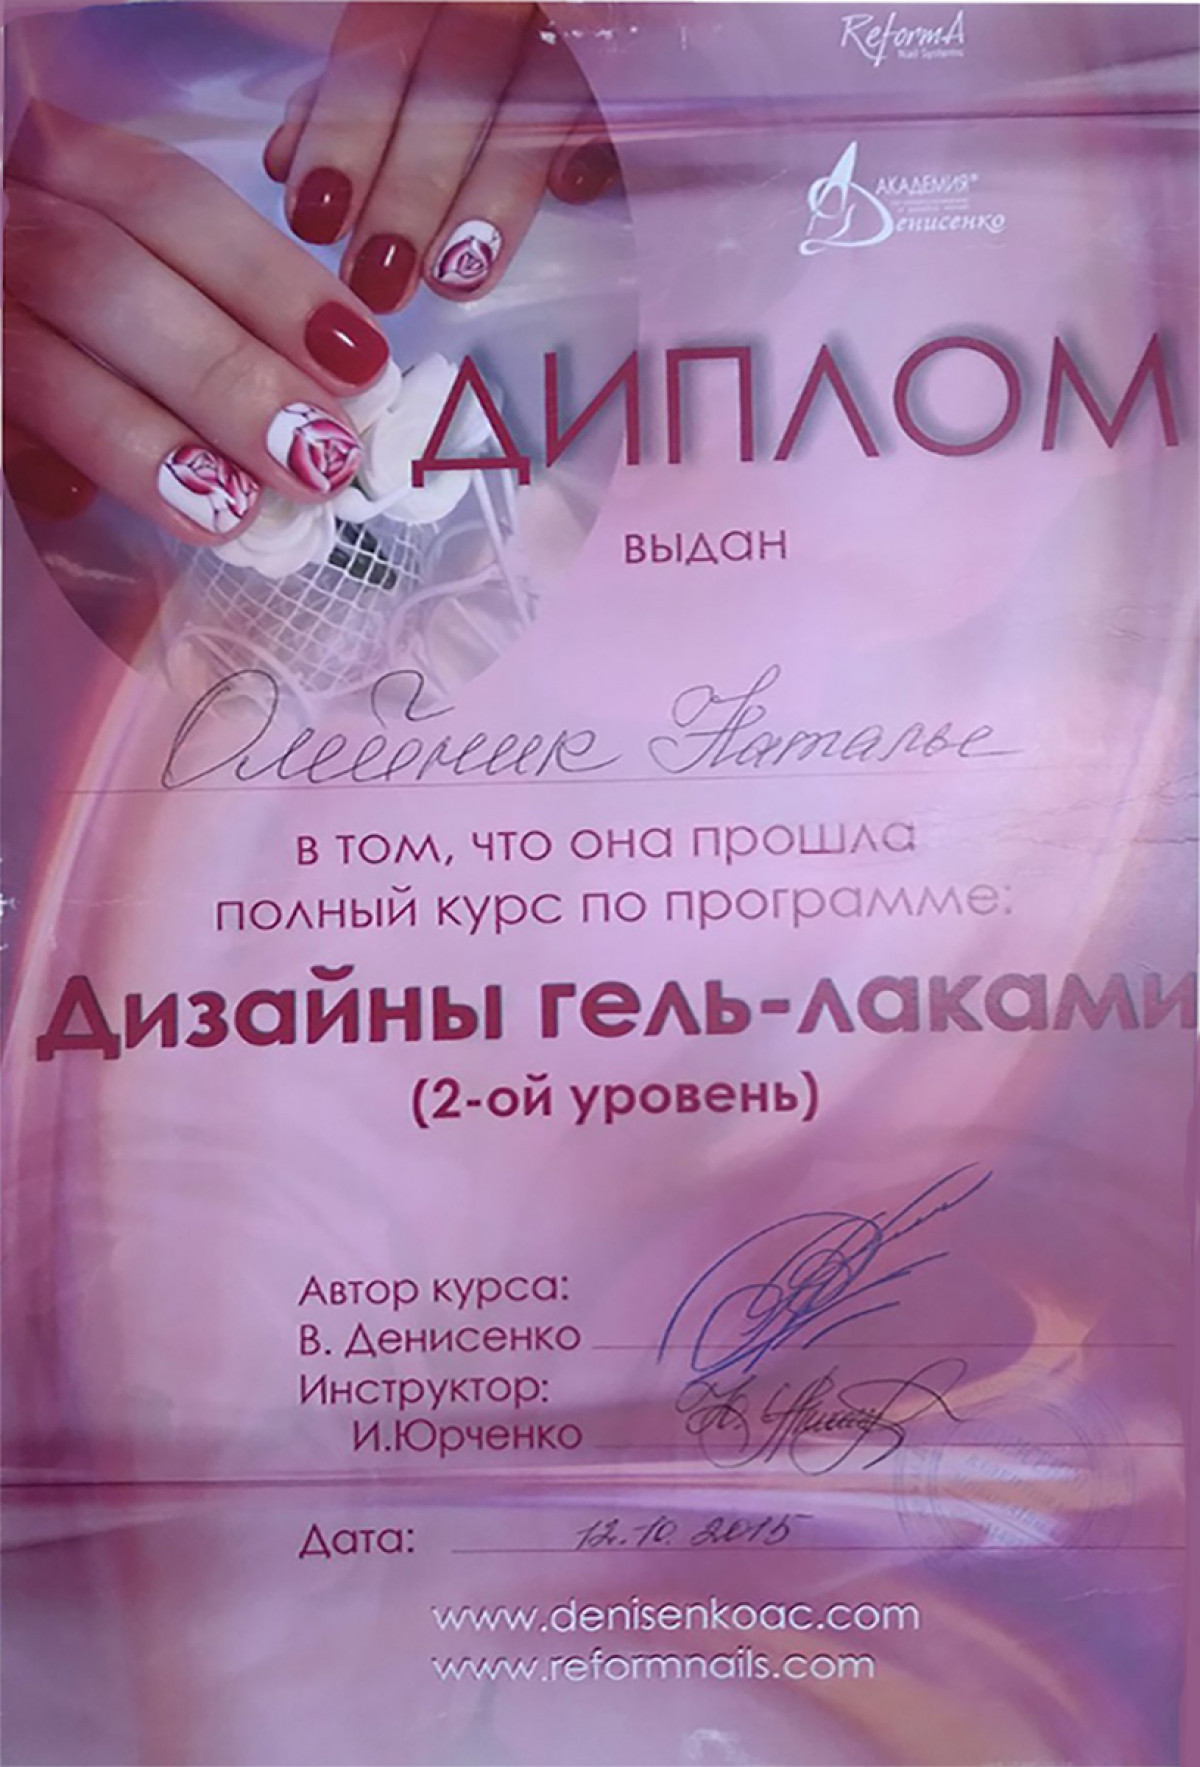 ReformA
Nail Systems
АКАДЕМИЯ®
Денисенко
ДИПЛОМ
выдан
Олейник Наталье
в том, что она прошла
полный курс по программе:
Дизайны гель-лаками
(2-ой уровень)
Автор курса:
В. Денисенко
Инструктор:
И.Юрченко
Дата: 12.10.2015
www.denisenkoac.com
www.reformnails.com